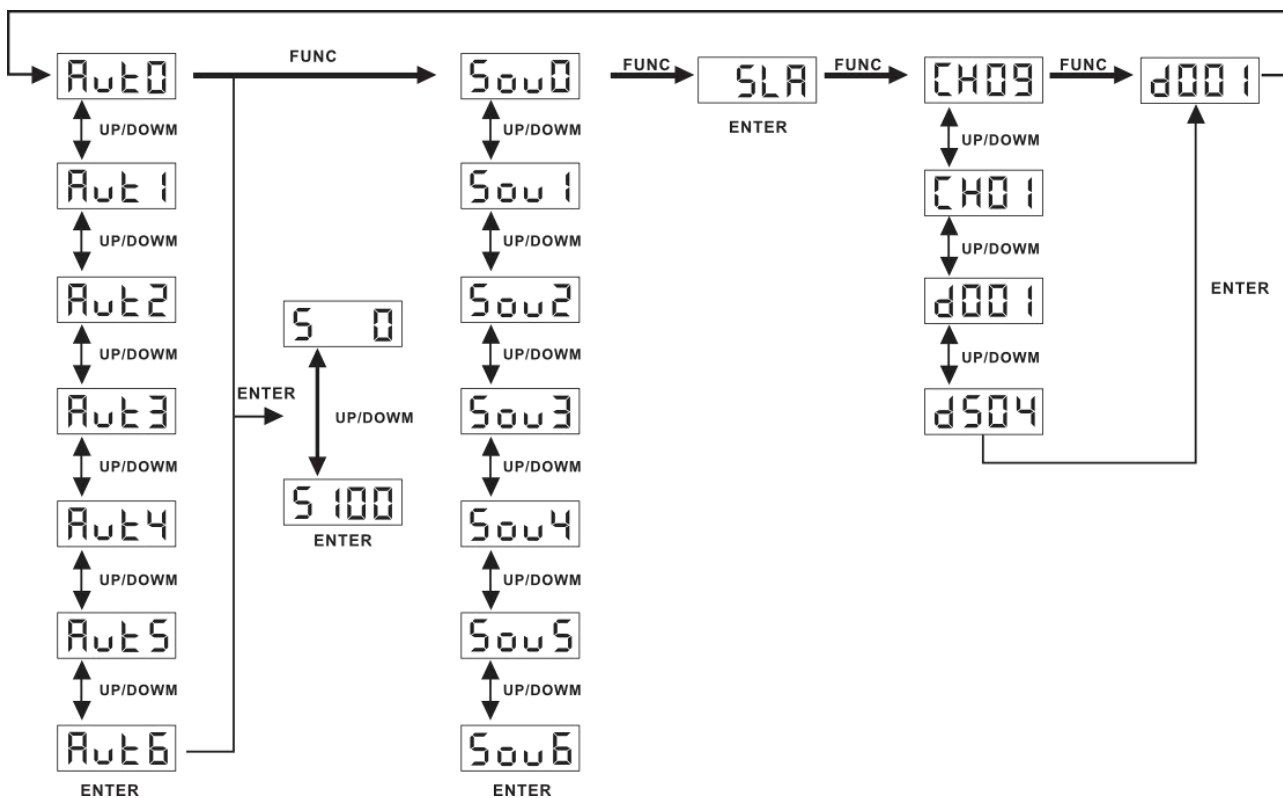 FUNC
Aut0
Sou0
FUNC
SLA
FUNC
CH09
FUNC
d001
ENTER
UP/DOWM
UP/DOWM
UP/DOWM
Aut1
Sou1
CH01
UP/DOWM
UP/DOWM
UP/DOWM
Aut2
Sou2
d001
ENTER
S 0
UP/DOWM
UP/DOWM
UP/DOWM
Aut3
Sou3
dS04
ENTER
UP/DOWM
UP/DOWM
UP/DOWM
Aut4
S 100
Sou4
ENTER
UP/DOWM
UP/DOWM
Aut5
Sou5
UP/DOWM
UP/DOWM
Aut6
Sou6
ENTER
ENTER